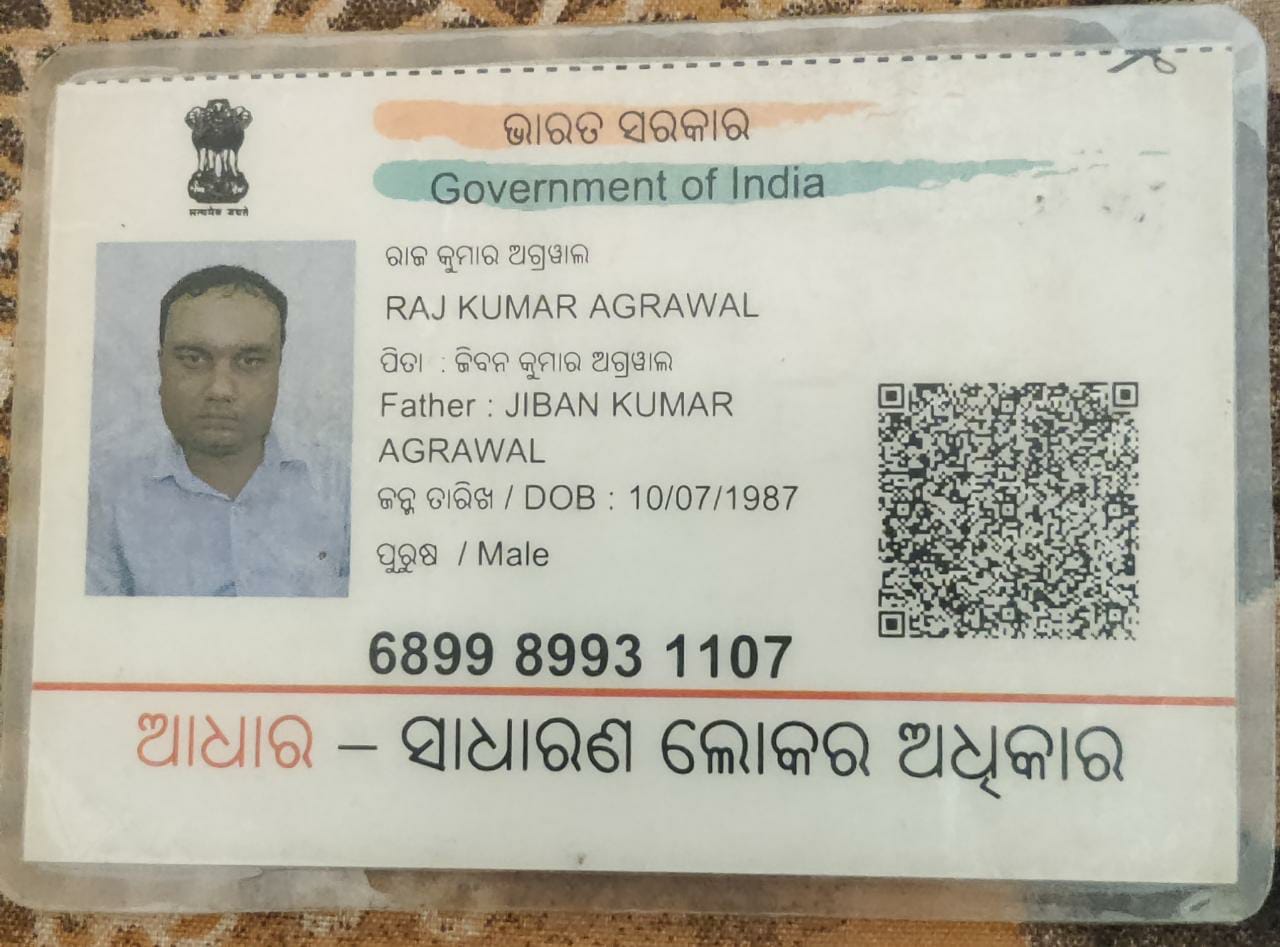 ଭାରତ ସରକାର
Government of India
सत्यमेव जयते
ରାଜ କୁମାର ଅଗ୍ରୱାଲ
RAJ KUMAR AGRAWAL
ପିତା : ଜିବନ କୁମାର ଅଗ୍ରୱାଲ
Father : JIBAN KUMAR
AGRAWAL
ଜନ୍ମ ତାରିଖ / DOB : 10/07/1987
ପୁରୁଷ / Male
6899 8993 1107
ଆଧାର – ସାଧାରଣ ଲୋକର ଅଧିକାର